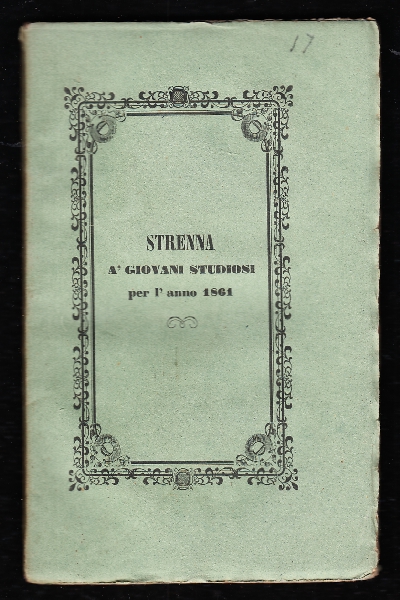 17
STRENNA
A' GIOVANI STUDIOSI
per l' anno 1861